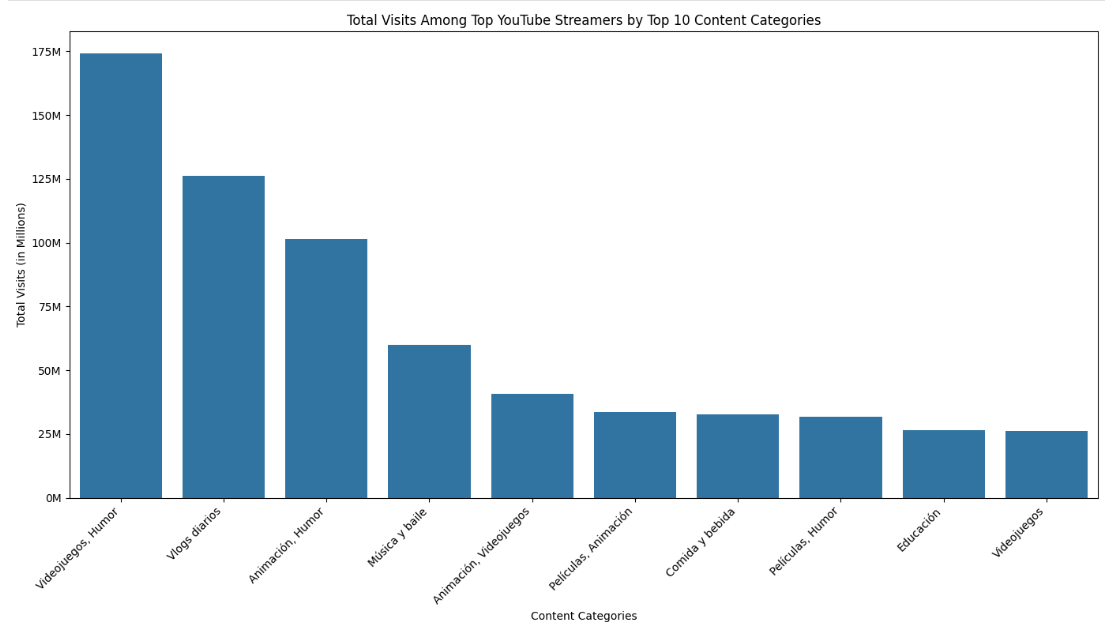 Total Visits Among Top YouTube Streamers by Top 10 Content Categories
Total Visits (in Millions)
175M
150M
125M
100M
75M
50M
25M
0M
Videojuegos, Humor
Vlogs diarios
Animación, Humor
Música y baile
Animación, Videojuegos
Películas, Animación
Comida y bebida
Películas, Humor
Educación
Videojuegos
Content Categories